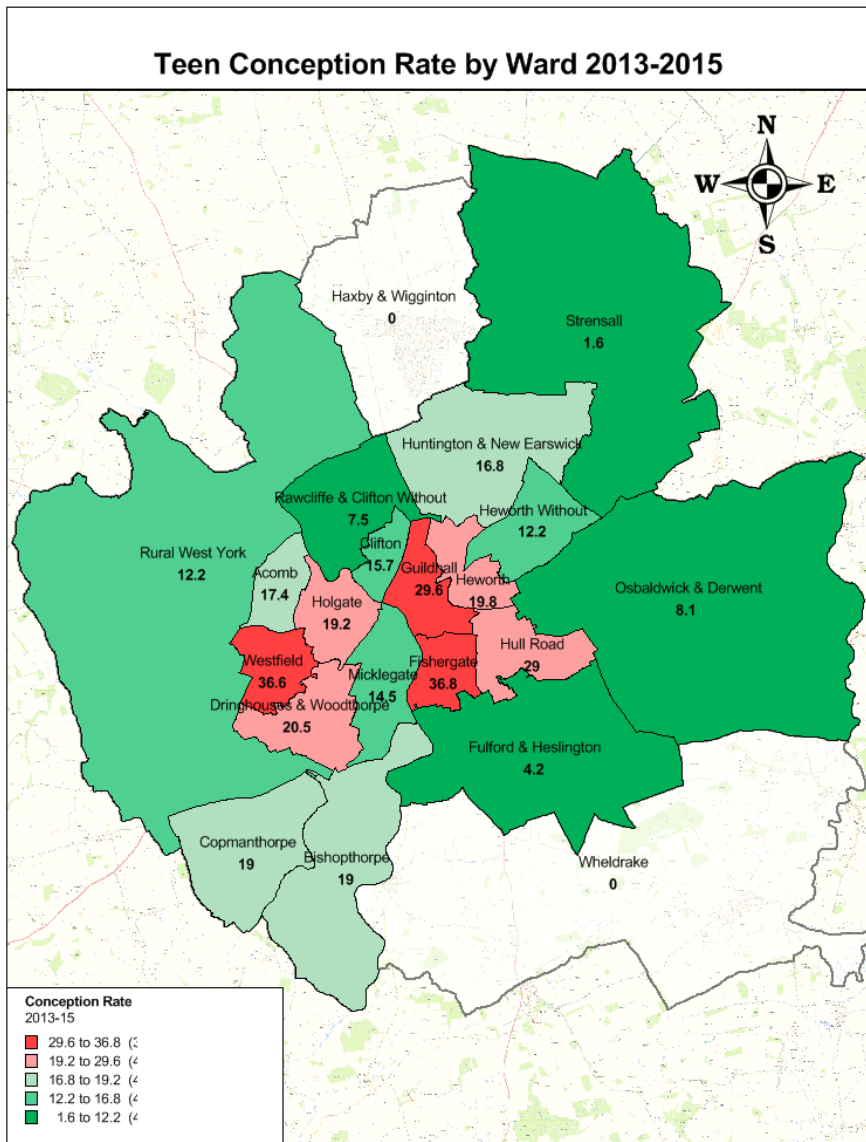 Teen Conception Rate by Ward 2013-2015
N
W E
S
Haxby & Wigginton
0
Strensall
1.6
Huntington & New Earswick
16.8
Rawcliffe & Clifton Without
7.5
Heworth Without
12.2
Clifton
15.7
Rural West York
12.2
Acomb
17.4
Guildhall
29.6
Heworth
19.8
Osbaldwick & Derwent
8.1
Holgate
19.2
Hull Road
29
Westfield
36.6
Fishergate
36.8
Micklegate
14.5
Dringhouses & Woodthorpe
20.5
Fulford & Heslington
4.2
Copmanthorpe
19
Bishopthorpe
19
Wheldrake
0
Conception Rate
2013-15
29.6 to 36.8 (3
19.2 to 29.6 (4
16.8 to 19.2 (4
12.2 to 16.8 (4
1.6 to 12.2 (4